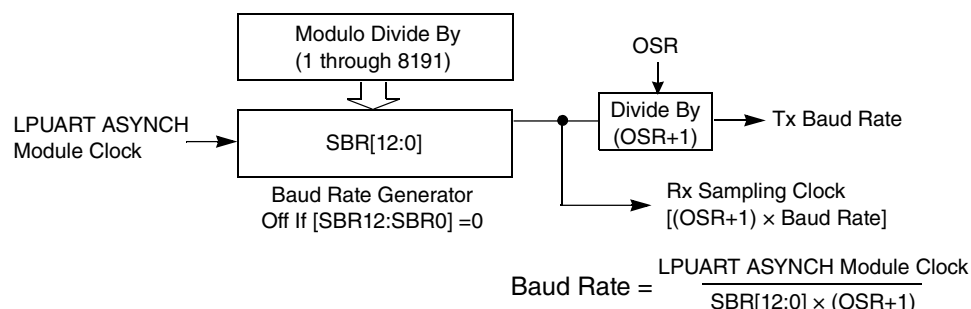 Modulo Divide By
(1 through 8191)
OSR
LPUART ASYNCH
Module Clock
SBR[12:0]
Divide By
(OSR+1)
Tx Baud Rate
Baud Rate Generator
Off If [SBR12:SBR0] =0
Rx Sampling Clock
[(OSR+1) × Baud Rate]
Baud Rate =
LPUART ASYNCH Module Clock
SBR[12:0] × (OSR+1)